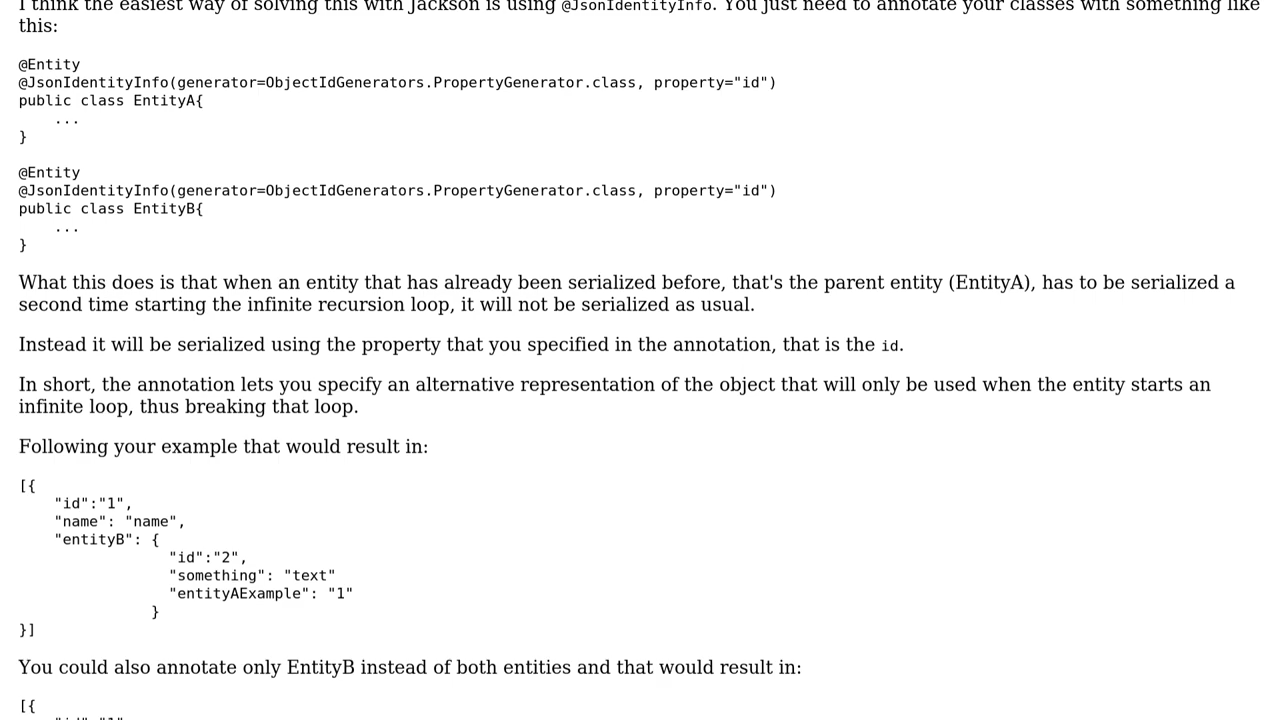 I think the easiest way of solving this with Jackson is using @JsonIdentityInfo. You just need to annotate your classes with something like
this:
@Entity
@JsonIdentityInfo(generator=ObjectIdGenerators.PropertyGenerator.class, property="id")
public class EntityA{
    ...
}
@Entity
@JsonIdentityInfo(generator=ObjectIdGenerators.PropertyGenerator.class, property="id")
public class EntityB{
    ...
}
What this does is that when an entity that has already been serialized before, that's the parent entity (EntityA), has to be serialized a
second time starting the infinite recursion loop, it will not be serialized as usual.
Instead it will be serialized using the property that you specified in the annotation, that is the id.
In short, the annotation lets you specify an alternative representation of the object that will only be used when the entity starts an
infinite loop, thus breaking that loop.
Following your example that would result in:
[{
    "id":"1",
    "name": "name",
    "entityB": {
                 "id":"2",
                 "something": "text"
                 "entityAExample": "1"
               }
}]
You could also annotate only EntityB instead of both entities and that would result in:
[{
    "id":"1"